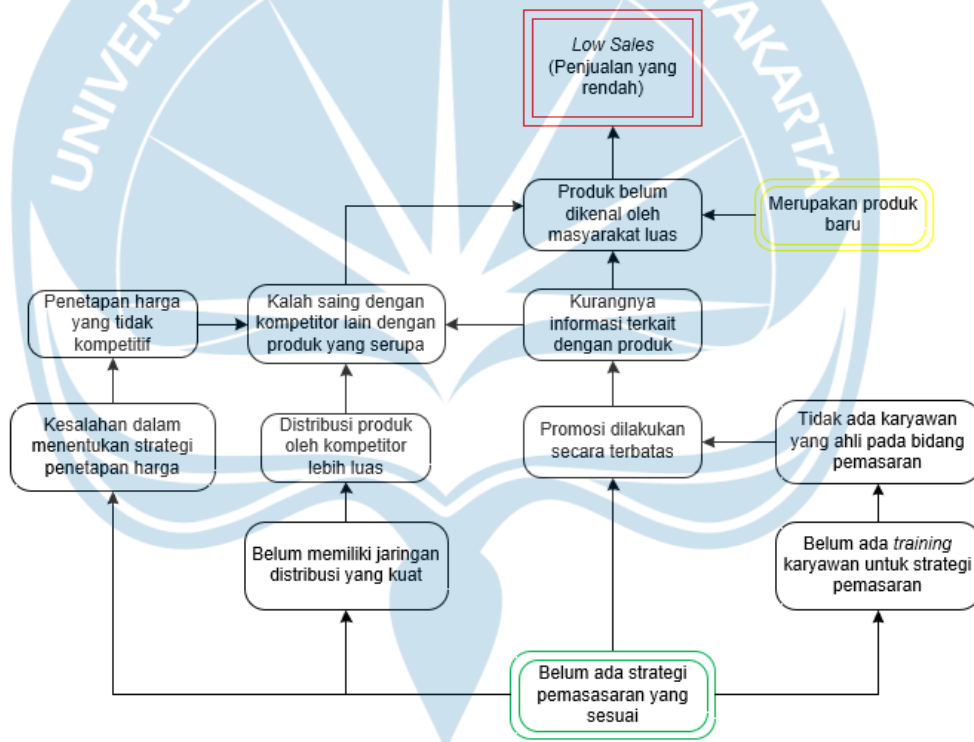 UNIVERS
AKARTA
Low Sales
(Penjualan yang
rendah)
Produk belum
dikenal oleh
masyarakat luas
Merupakan produk
baru
Penetapan harga
yang tidak
kompetitif
Kalah saing dengan
kompetitor lain dengan
produk yang serupa
Kurangnya
informasi terkait
dengan produk
Kesalahan dalam
menentukan strategi
penetapan harga
Distribusi produk
oleh kompetitor
lebih luas
Promosi dilakukan
secara terbatas
Tidak ada karyawan
yang ahli pada bidang
pemasaran
Belum memiliki jaringan
distribusi yang kuat
Belum ada training
karyawan untuk strategi
pemasaran
Belum ada strategi
pemasasaran yang
sesuai